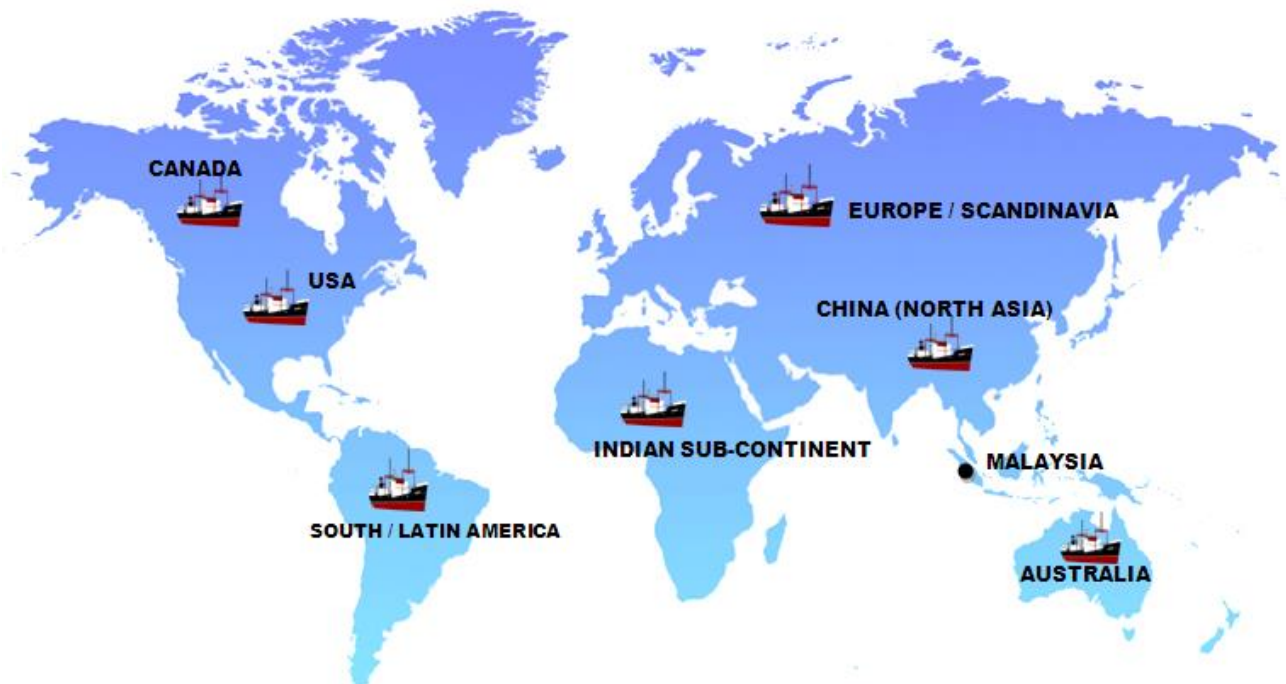 CANADA
EUROPE / SCANDINAVIA
USA
CHINA (NORTH ASIA)
INDIAN SUB-CONTINENT
MALAYSIA
SOUTH / LATIN AMERICA
AUSTRALIA